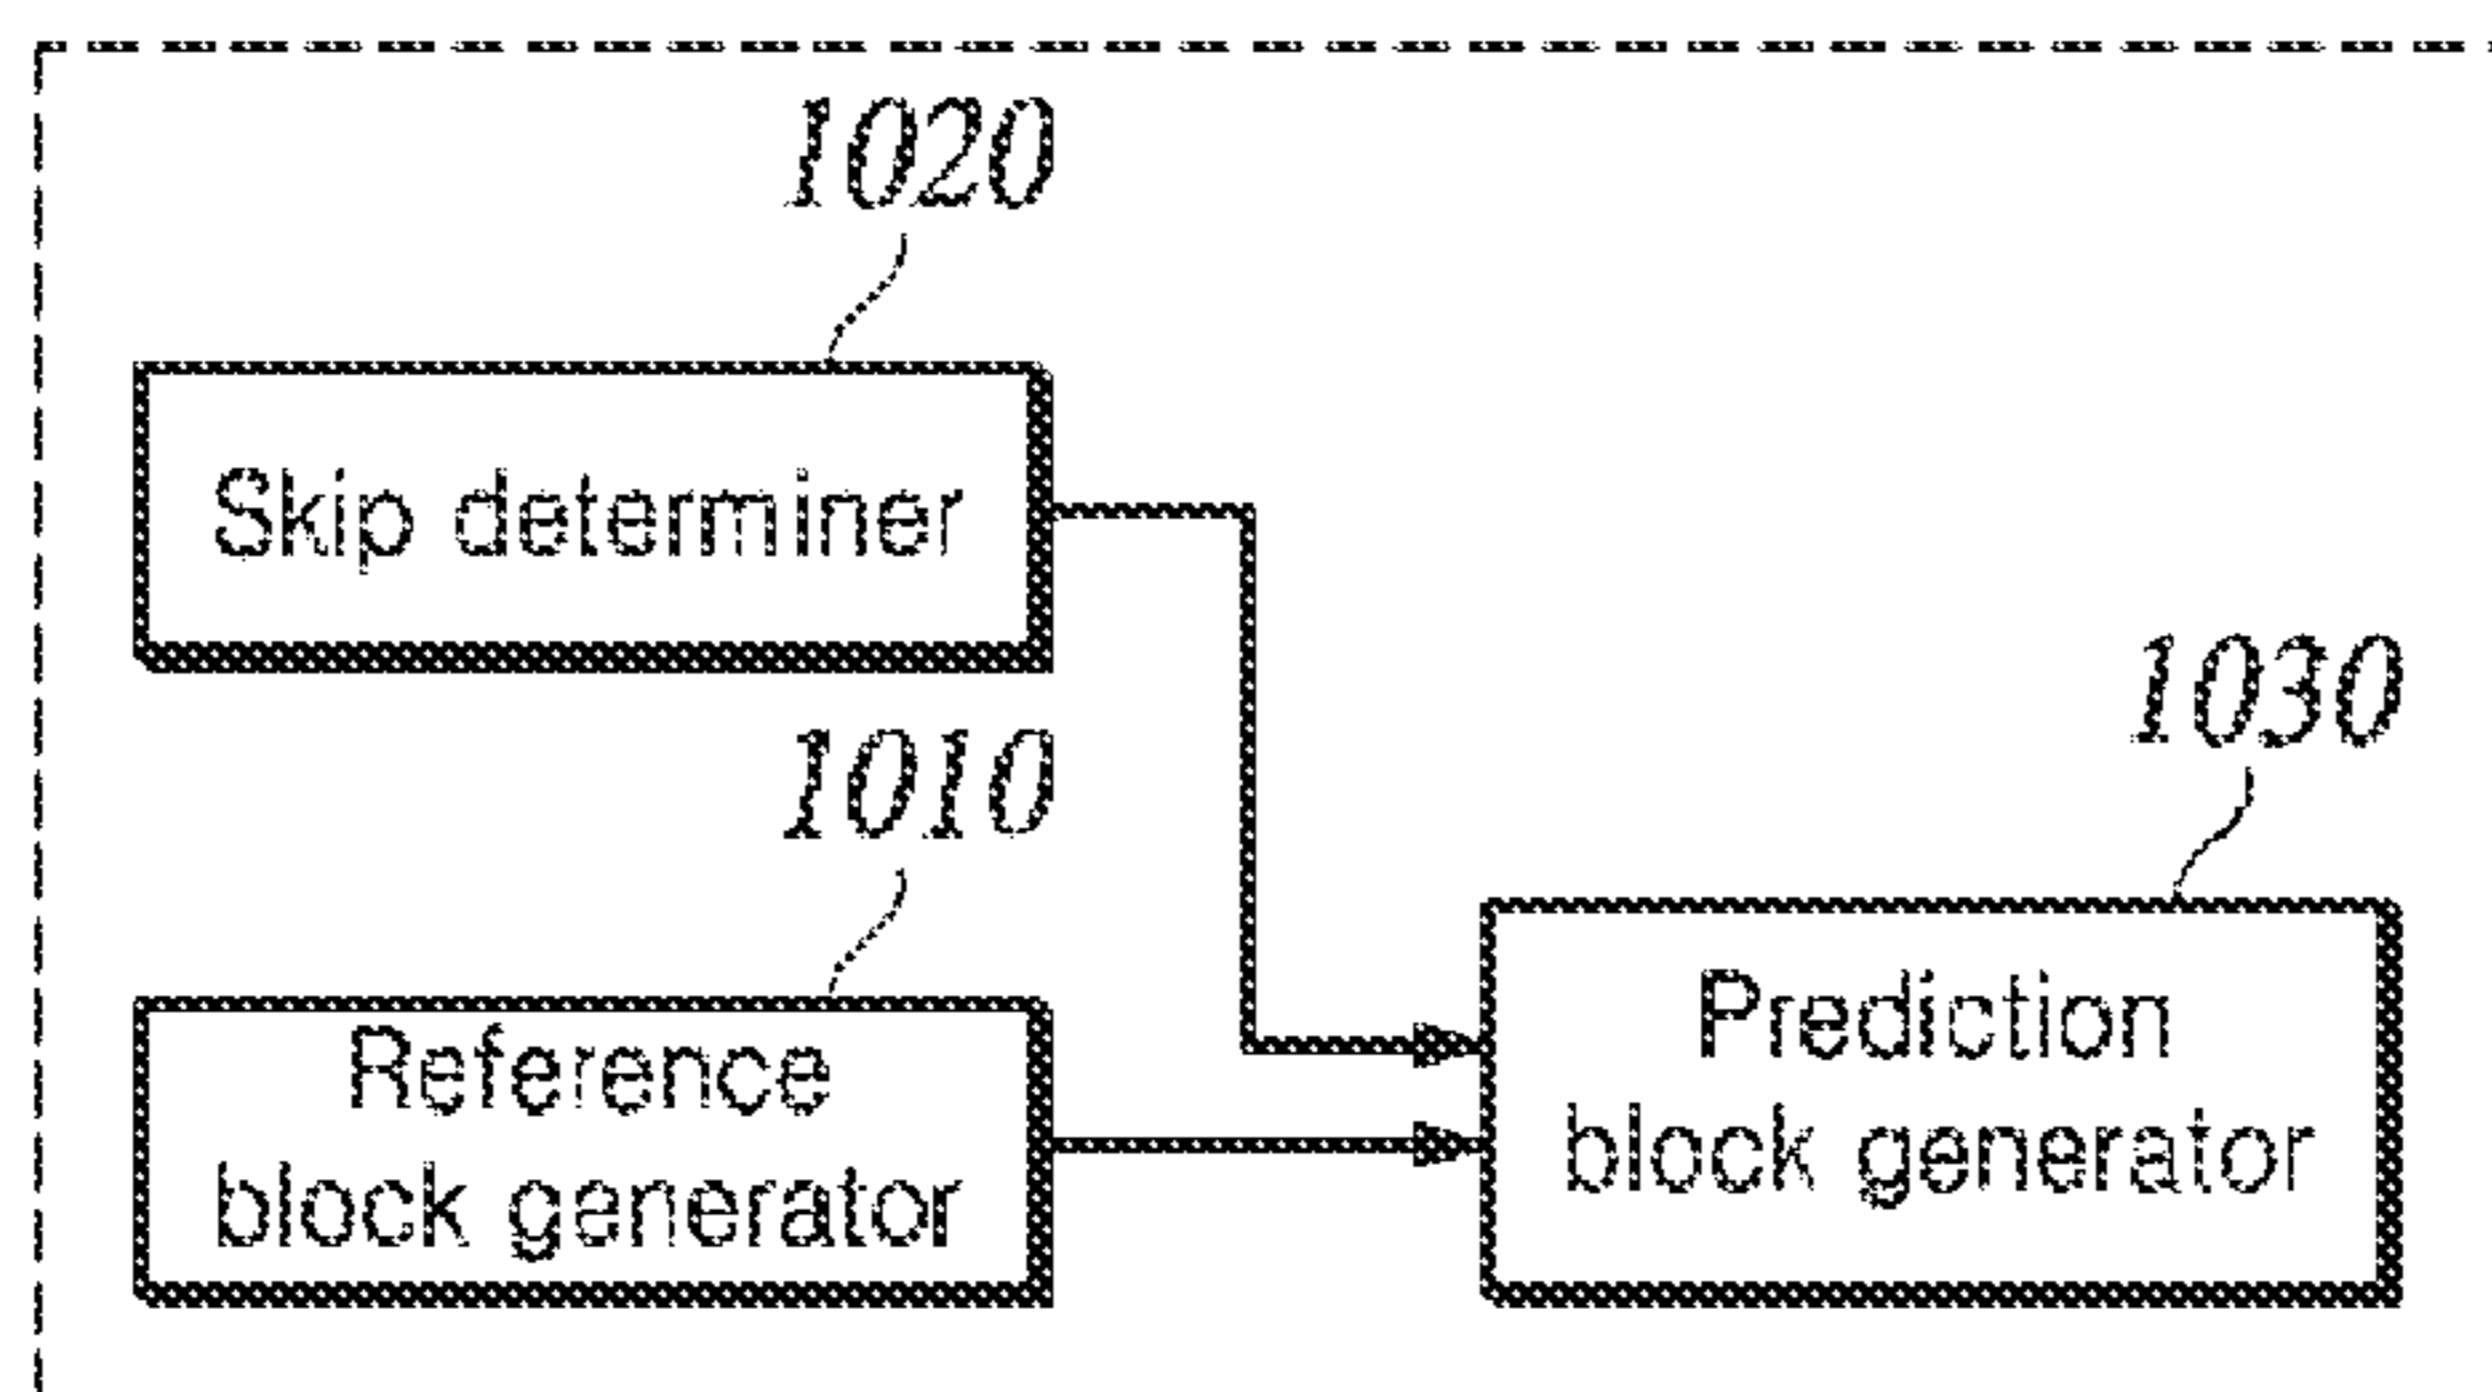 1020
Skip determiner
1010
Reference
block generator
1030
Prediction
block generator